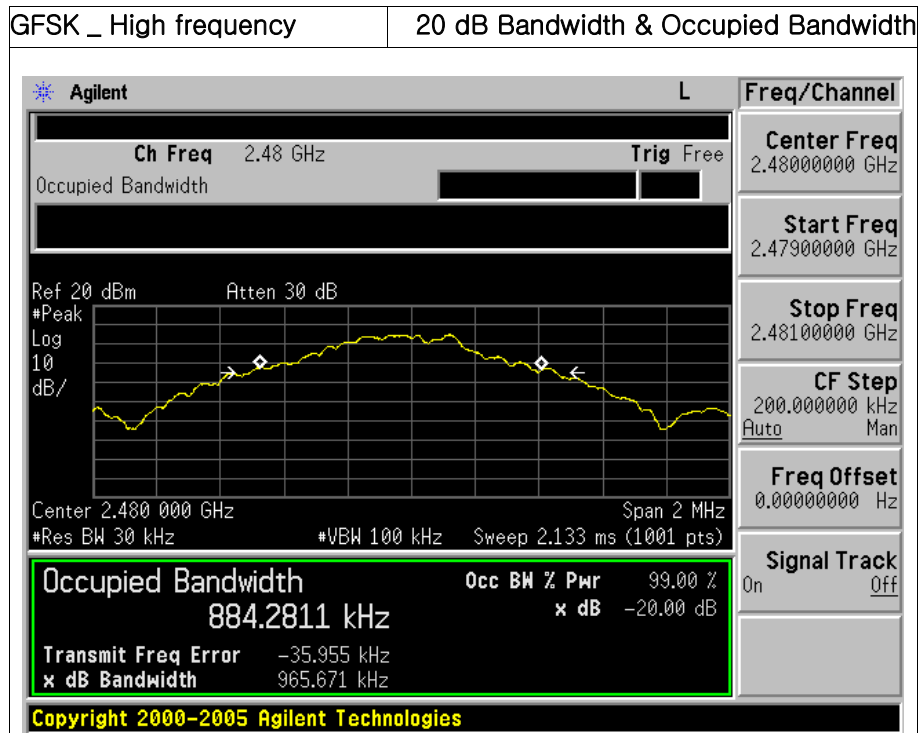 GFSK _ High frequency
20 dB Bandwidth & Occupied Bandwidth
Agilent
L
Freq/Channel
Ch Freq 2.48 GHz
Trig Free
Occupied Bandwidth
Center Freq
2.48000000 GHz
Start Freq
2.47900000 GHz
Stop Freq
2.48100000 GHz
CF Step
200.000000 kHz
Auto Man
Freq Offset
0.00000000 Hz
Signal Track
On Off
Ref 20 dBm
Atten 30 dB
#Peak
Log
10
dB/
Center 2.480 000 GHz
Span 2 MHz
#Res BW 30 kHz
#VBW 100 kHz
Sweep 2.133 ms (1001 pts)
Occupied Bandwidth
884.2811 kHz
Occ BW % Pwr 99.00 %
x dB -20.00 dB
Transmit Freq Error -35.955 kHz
x dB Bandwidth 965.671 kHz
Copyright 2000-2005 Agilent Technologies